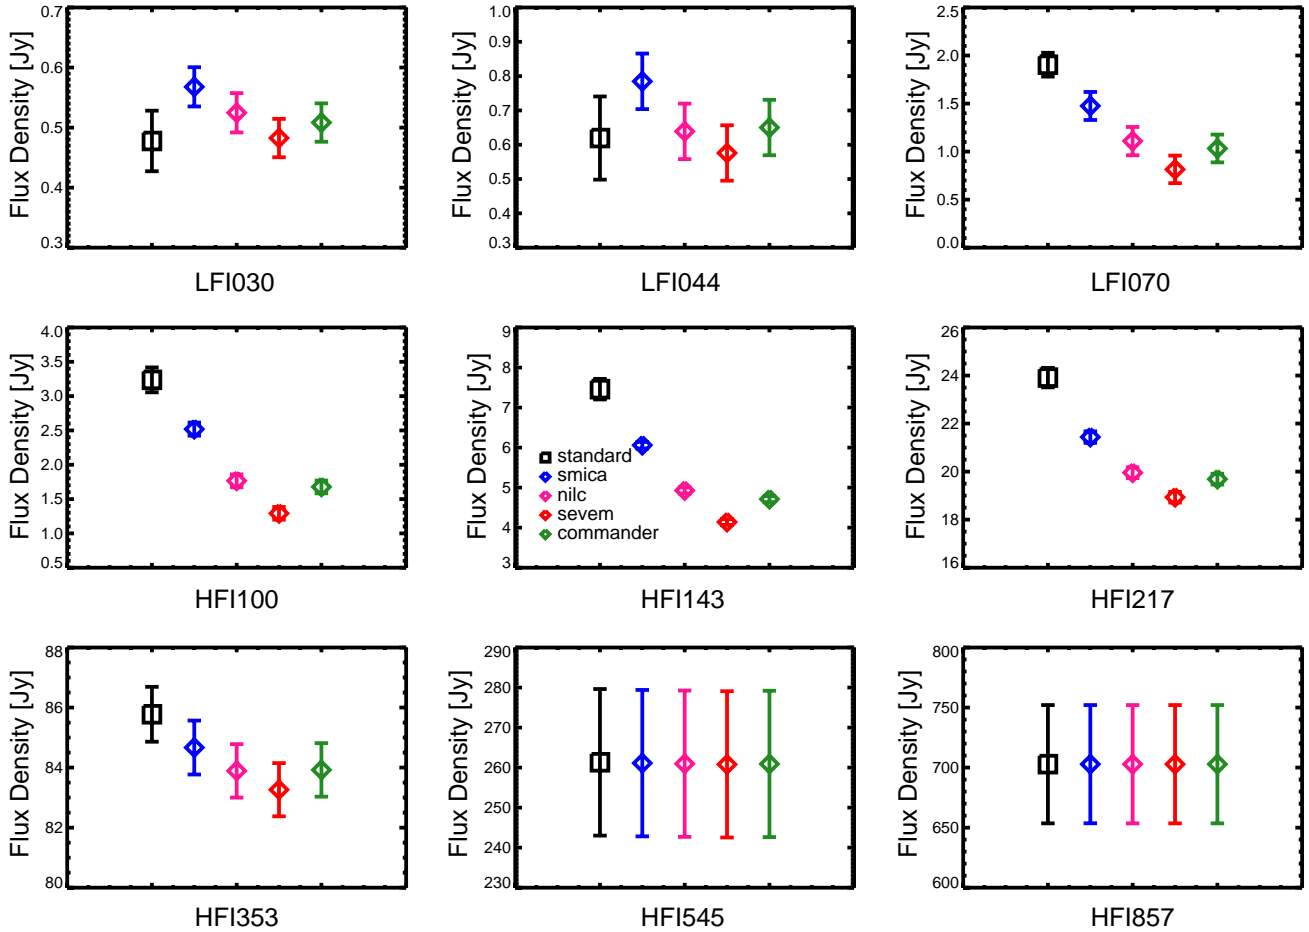 0.7
0.6
0.5
0.4
0.3
Flux Density [Jy]
LFI030
1.0
0.9
0.8
0.7
0.6
0.5
0.4
0.3
Flux Density [Jy]
LFI044
2.5
2.0
1.5
1.0
0.5
0.0
Flux Density [Jy]
LFI070
4.0
3.5
3.0
2.5
2.0
1.5
1.0
0.5
Flux Density [Jy]
HFI100
9
8
7
6
5
4
3
Flux Density [Jy]
standard
smica
nilc
sevem
commander
HFI143
26
24
22
20
18
16
Flux Density [Jy]
HFI217
88
86
84
82
80
Flux Density [Jy]
HFI353
290
280
270
260
250
240
230
Flux Density [Jy]
HFI545
800
750
700
650
600
Flux Density [Jy]
HFI857